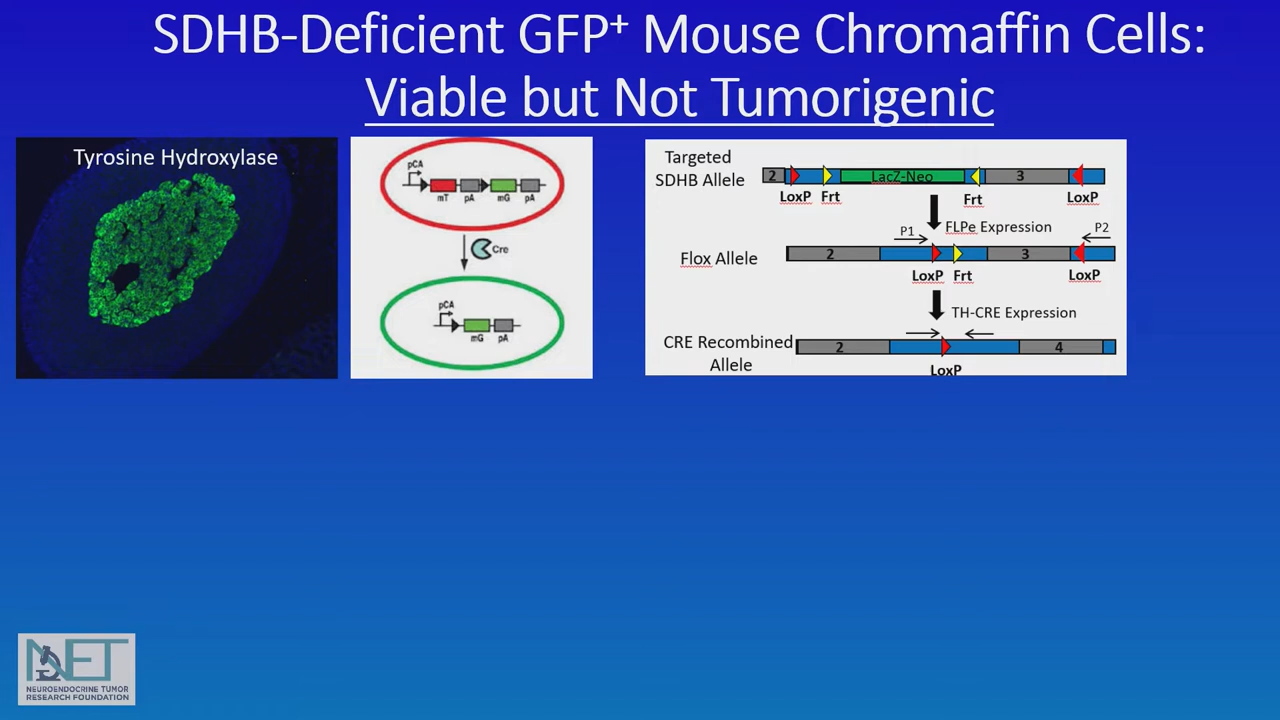 SDHB-Deficient GFP⁺ Mouse Chromaffin Cells:
Viable but Not Tumorigenic
Tyrosine Hydroxylase
pCA
mT pA mG pA
Cre
pCA
mG pA
Targeted
SDHB Allele
2 LacZ-Neo 3
LoxP Frt Frt LoxP
FLPe Expression
P1 P2
Flox Allele
2 3
LoxP Frt LoxP
TH-CRE Expression
CRE Recombined
Allele
2 4
LoxP
NET
NEUROENDOCRINE TUMOR
RESEARCH FOUNDATION